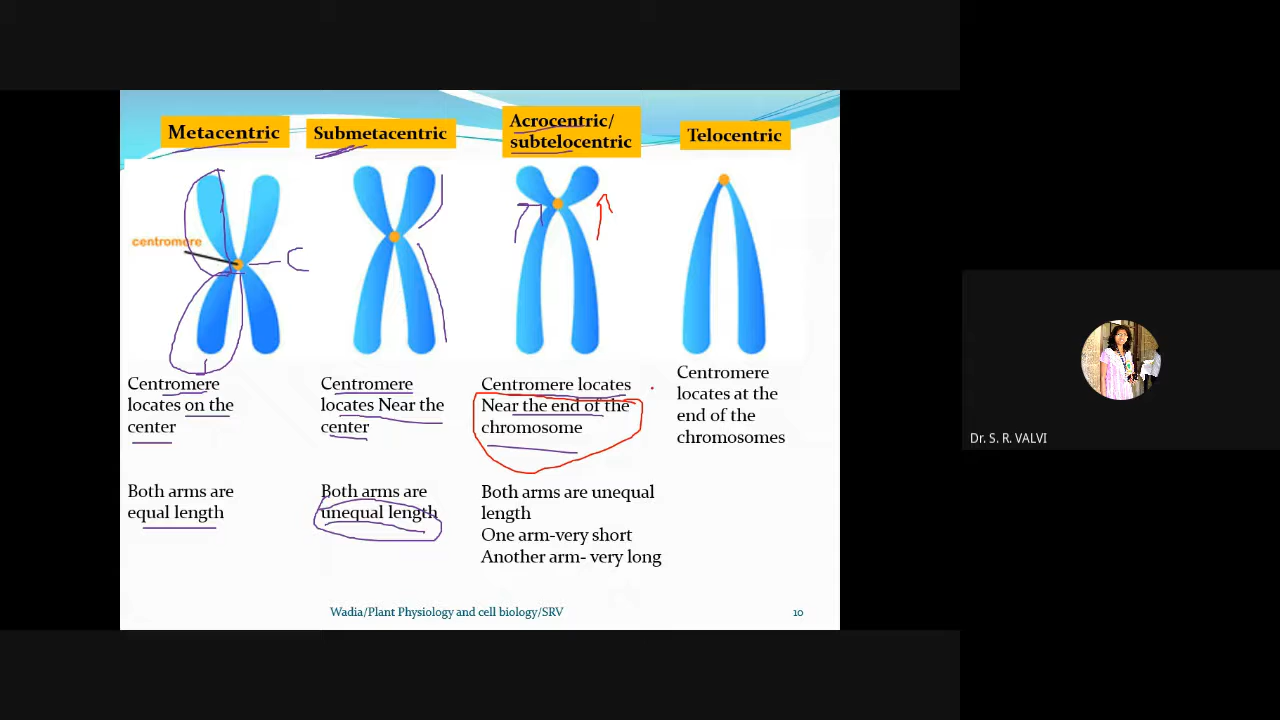 Metacentric
Submetacentric
Acrocentric/
subtelocentric
Telocentric
centromere
C
Centromere
locates on the
center
Both arms are
equal length
Centromere
locates Near the
center
Both arms are
unequal length
Centromere locates
Near the end of the
chromosome
Both arms are unequal
length
One arm-very short
Another arm- very long
Centromere
locates at the
end of the
chromosomes
Wadia/Plant Physiology and cell biology/SRV
10
Dr. S. R. VALVI